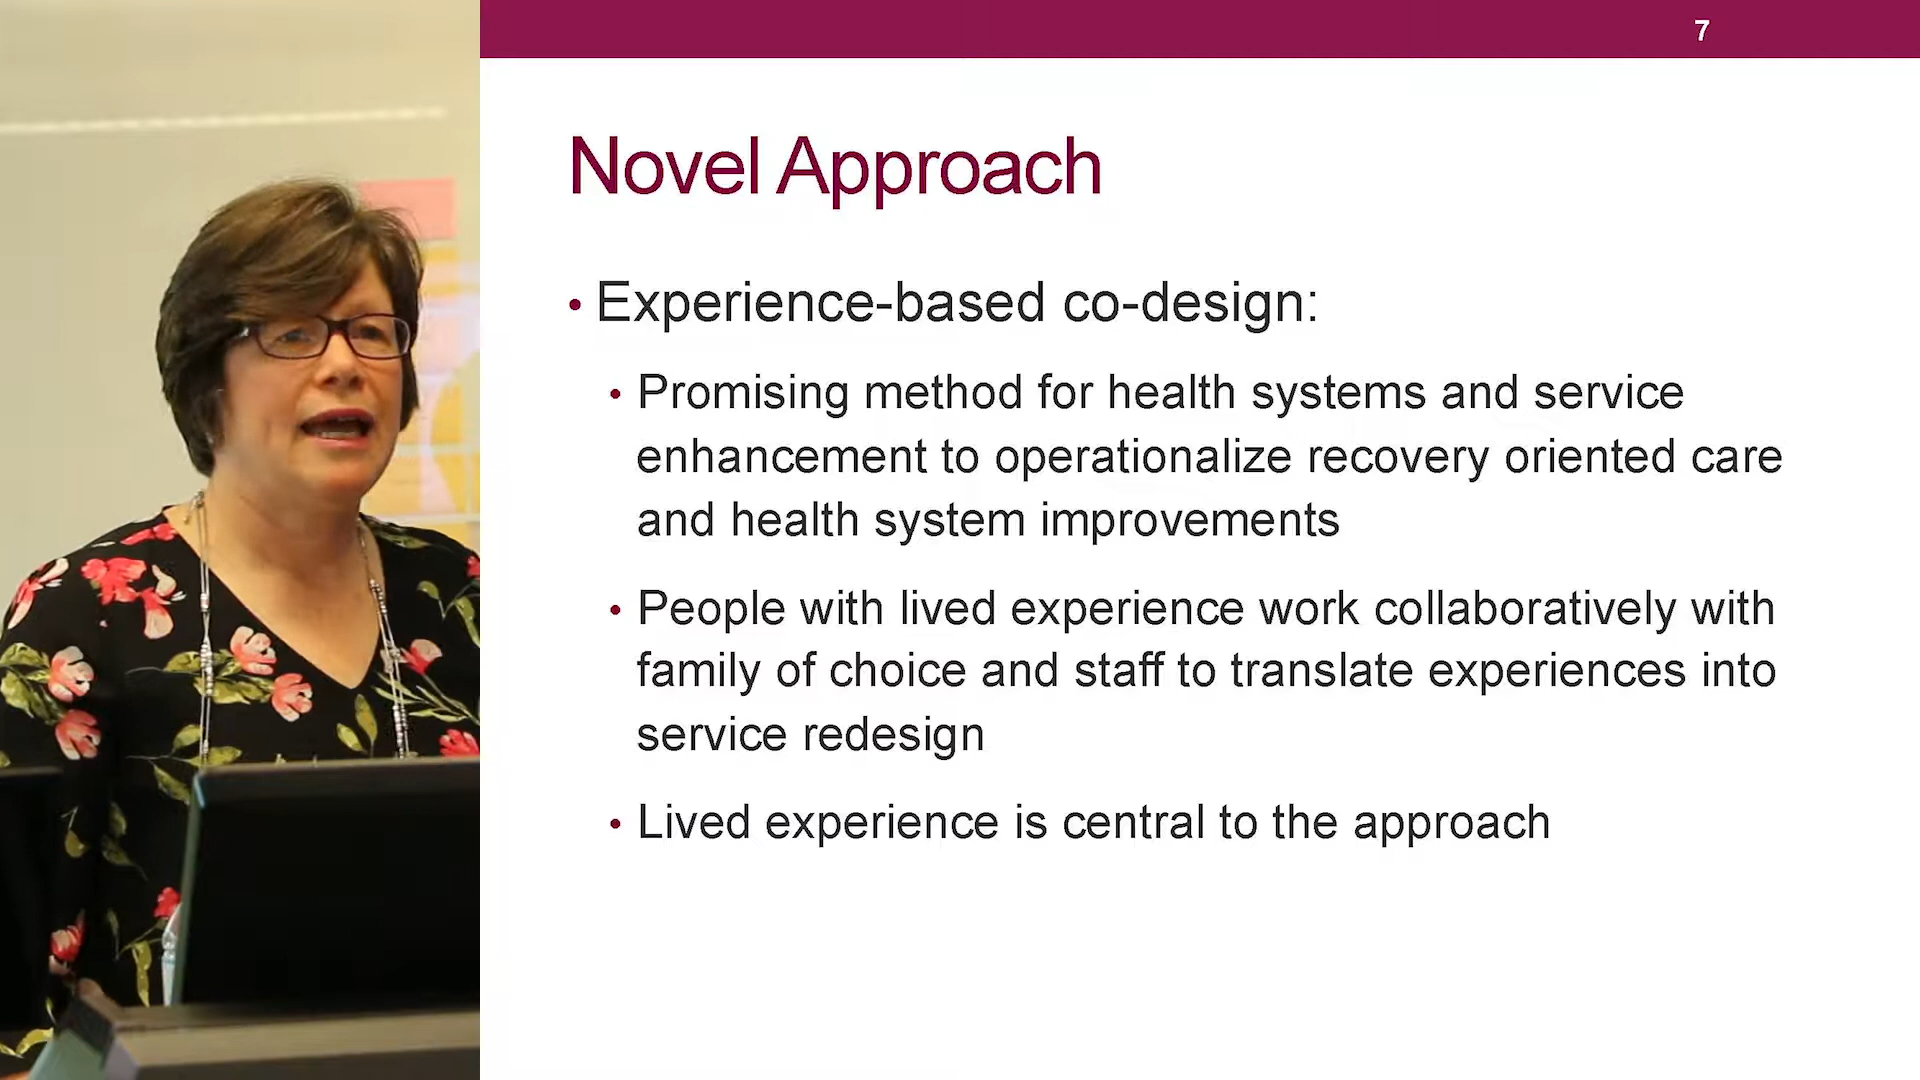 7
Novel Approach
• Experience-based co-design:
• Promising method for health systems and service
enhancement to operationalize recovery oriented care
and health system improvements
• People with lived experience work collaboratively with
family of choice and staff to translate experiences into
service redesign
• Lived experience is central to the approach